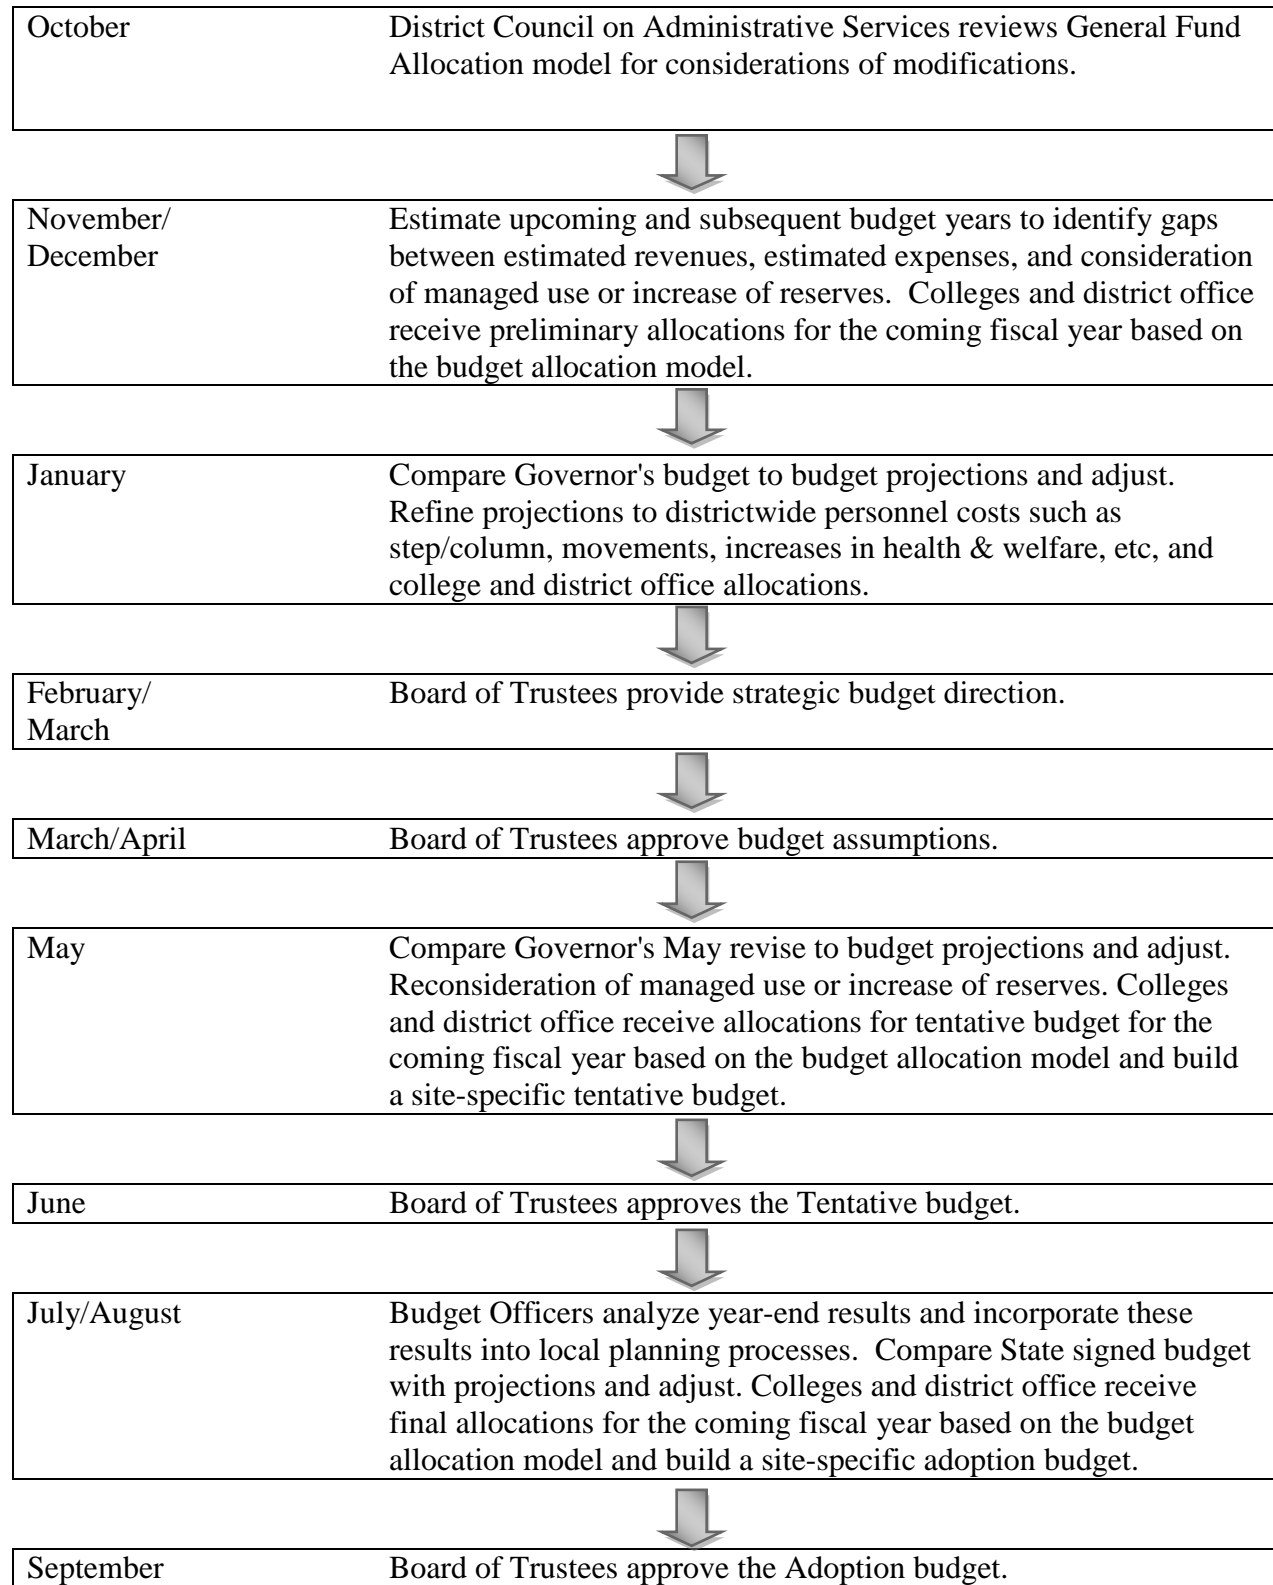 October District Council on Administrative Services reviews General Fund
Allocation model for considerations of modifications.
November/ Estimate upcoming and subsequent budget years to identify gaps
December between estimated revenues, estimated expenses, and consideration
of managed use or increase of reserves.  Colleges and district office
receive preliminary allocations for the coming fiscal year based on
the budget allocation model.
January Compare Governor's budget to budget projections and adjust.
Refine projections to districtwide personnel costs such as
step/column, movements, increases in health & welfare, etc, and
college and district office allocations.
February/ Board of Trustees provide strategic budget direction.
March
March/April Board of Trustees approve budget assumptions.
May Compare Governor's May revise to budget projections and adjust.
Reconsideration of managed use or increase of reserves. Colleges
and district office receive allocations for tentative budget for the
coming fiscal year based on the budget allocation model and build
a site-specific tentative budget.
June Board of Trustees approves the Tentative budget.
July/August Budget Officers analyze year-end results and incorporate these
results into local planning processes.  Compare State signed budget
with projections and adjust. Colleges and district office receive
final allocations for the coming fiscal year based on the budget
allocation model and build a site-specific adoption budget.
September Board of Trustees approve the Adoption budget.